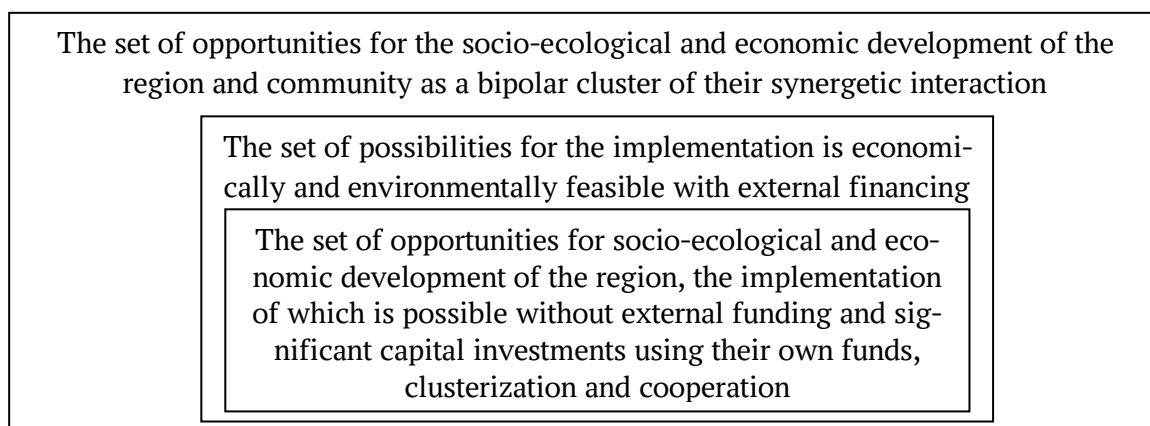 The set of opportunities for the socio-ecological and economic development of the
region and community as a bipolar cluster of their synergetic interaction
The set of possibilities for the implementation is economi-
cally and environmentally feasible with external financing
The set of opportunities for socio-ecological and eco-
nomic development of the region, the implementation
of which is possible without external funding and sig-
nificant capital investments using their own funds,
clusterization and cooperation